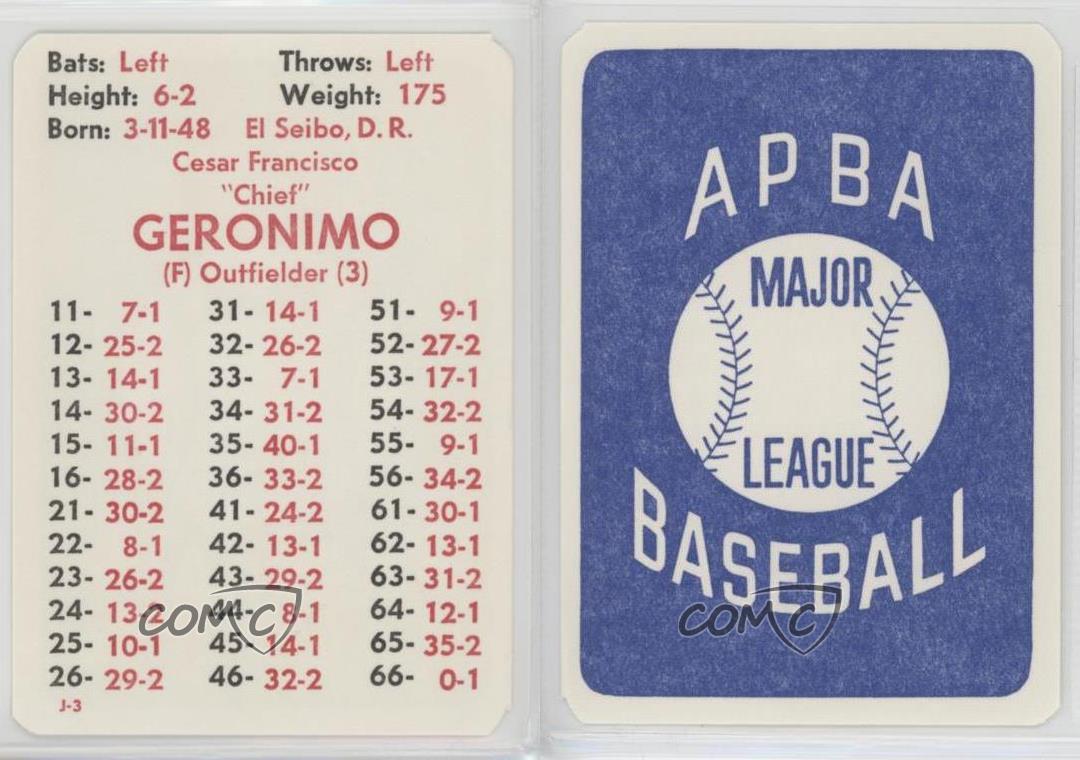 Bats: Left Throws: Left
Height: 6-2 Weight: 175
Born: 3-11-48 El Seibo, D.R.
Cesar Francisco
"Chief"
GERONIMO
(F) Outfielder (3)
11- 7-1 31- 14-1 51- 9-1
12- 25-2 32- 26-2 52- 27-2
13- 14-1 33- 7-1 53- 17-1
14- 30-2 34- 31-2 54- 32-2
15- 11-1 35- 40-1 55- 9-1
16- 28-2 36- 33-2 56- 34-2
21- 30-2 41- 24-2 61- 30-1
22- 8-1 42- 13-1 62- 13-1
23- 26-2 43- 29-2 63- 31-2
24- 13-2 44- 8-1 64- 12-1
25- 10-1 45- 14-1 65- 35-2
26- 29-2 46- 32-2 66- 0-1
J-3
COMC
APBA
MAJOR
LEAGUE
BASEBALL
COMC